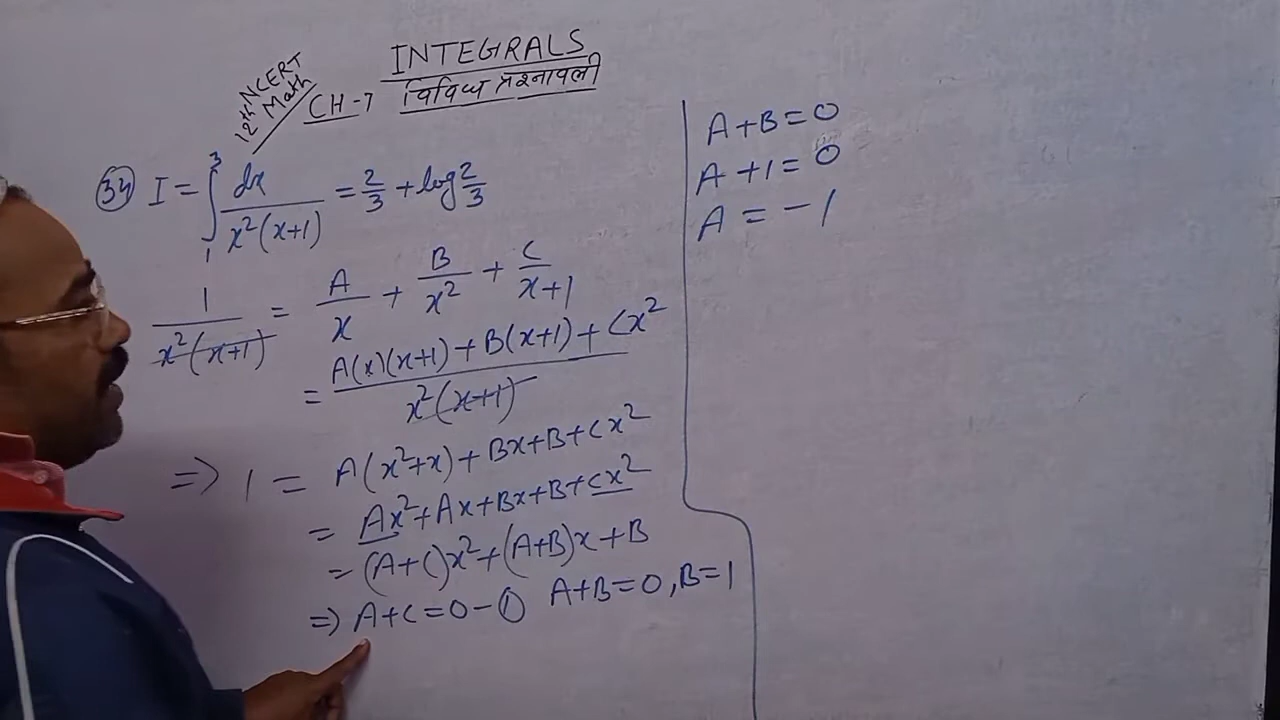 INTEGRALS
12th NCERT Math
CH-7 विविध प्रश्नावली
(34) I = ∫₁³ dx / x²(x+1) = 2/3 + log 2/3
1 / x²(x+1) = A/x + B/x² + C/x+1
= A(x)(x+1) + B(x+1) + Cx² / x²(x+1)
⇒ 1 = A(x²+x) + Bx+B+Cx²
= Ax²+Ax+Bx+B+Cx²
= (A+C)x²+(A+B)x+B
⇒ A+C=0-① A+B=0, B=1
A+B=0
A+1=0
A=-1